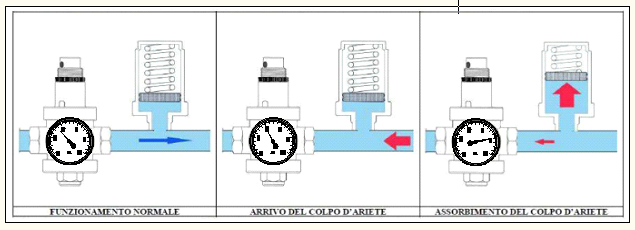 FUNZIONAMENTO NORMALE
ARRIVO DEL COLPO D'ARIETE
ASSORBIMENTO DEL COLPO D'ARIETE